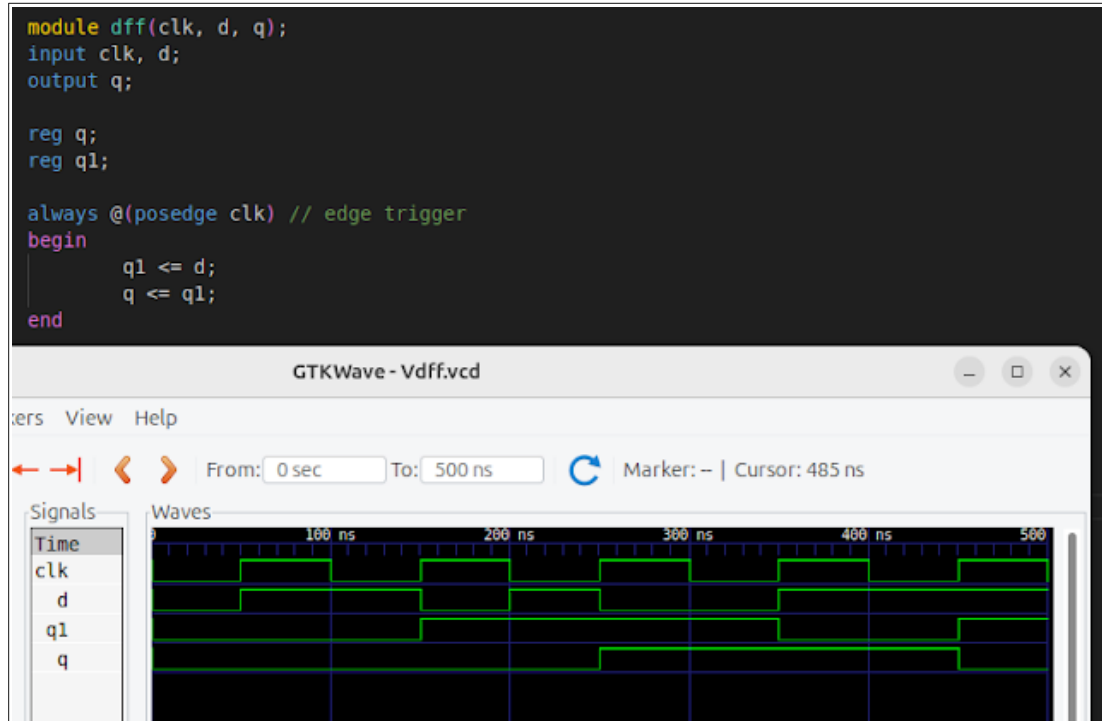 module dff(clk, d, q);
input clk, d;
output q;
reg q;
reg q1;
always @(posedge clk) // edge trigger
begin
q1 <= d;
q <= q1;
end
GTKWave - Vdff.vcd
kers View Help
From: 0 sec To: 500 ns Marker: -- | Cursor: 485 ns
Signals Waves
Time 0 100 ns 200 ns 300 ns 400 ns 500
clk
d
q1
q